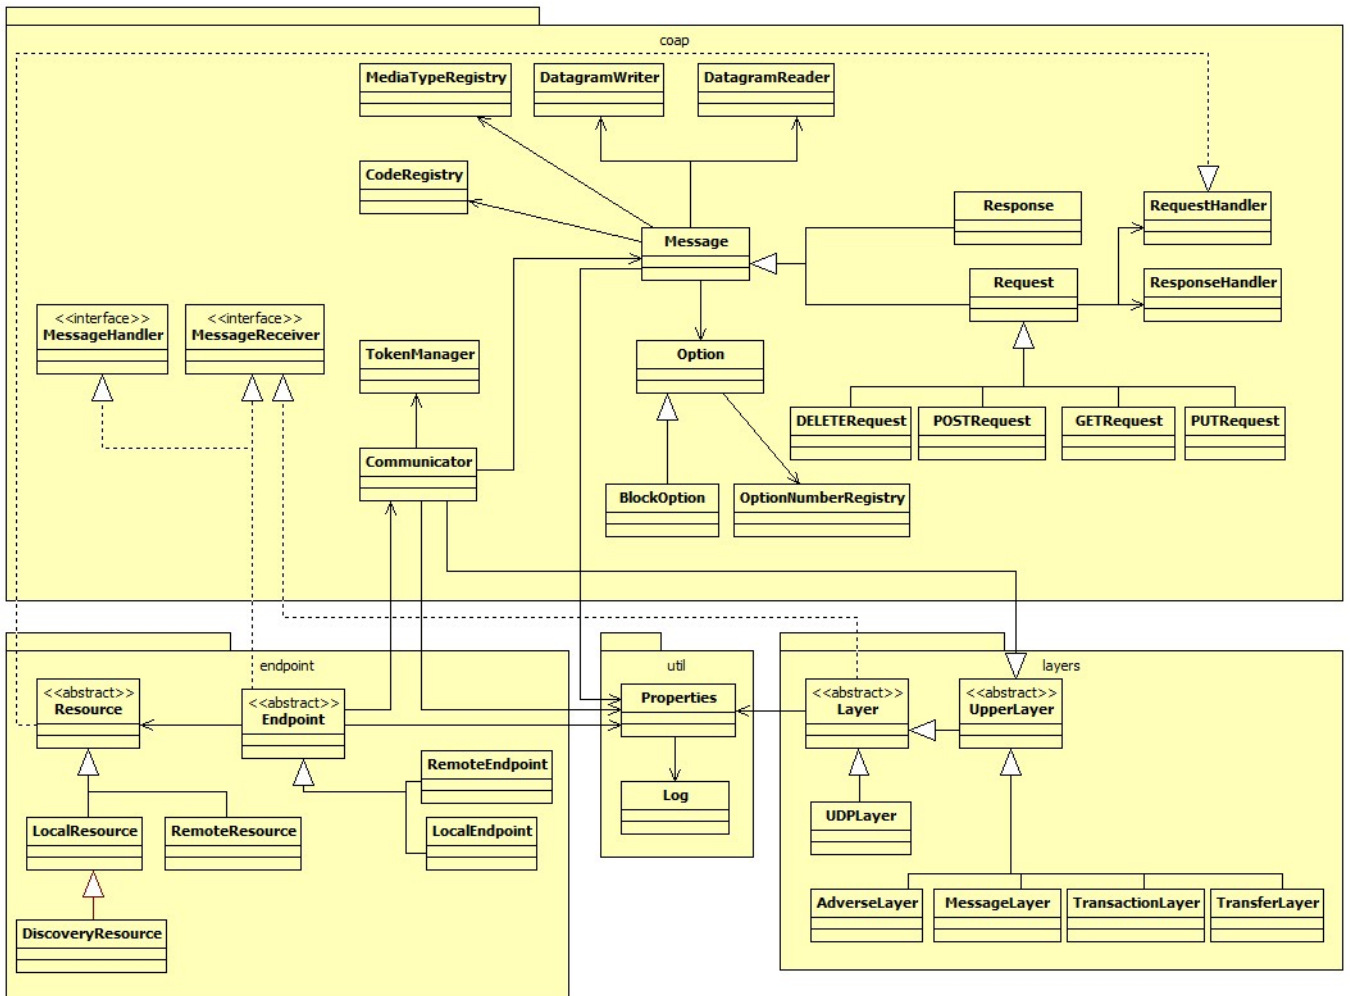 coap
MediaTypeRegistry
DatagramWriter
DatagramReader
CodeRegistry
Response
RequestHandler
Message
Request
ResponseHandler
<<interface>>
MessageHandler
<<interface>>
MessageReceiver
TokenManager
Option
DELETERequest
POSTRequest
GETRequest
PUTRequest
Communicator
BlockOption
OptionNumberRegistry
endpoint
<<abstract>>
Resource
<<abstract>>
Endpoint
RemoteEndpoint
LocalResource
RemoteResource
LocalEndpoint
DiscoveryResource
util
Properties
Log
layers
<<abstract>>
Layer
<<abstract>>
UpperLayer
UDPLayer
AdverseLayer
MessageLayer
TransactionLayer
TransferLayer